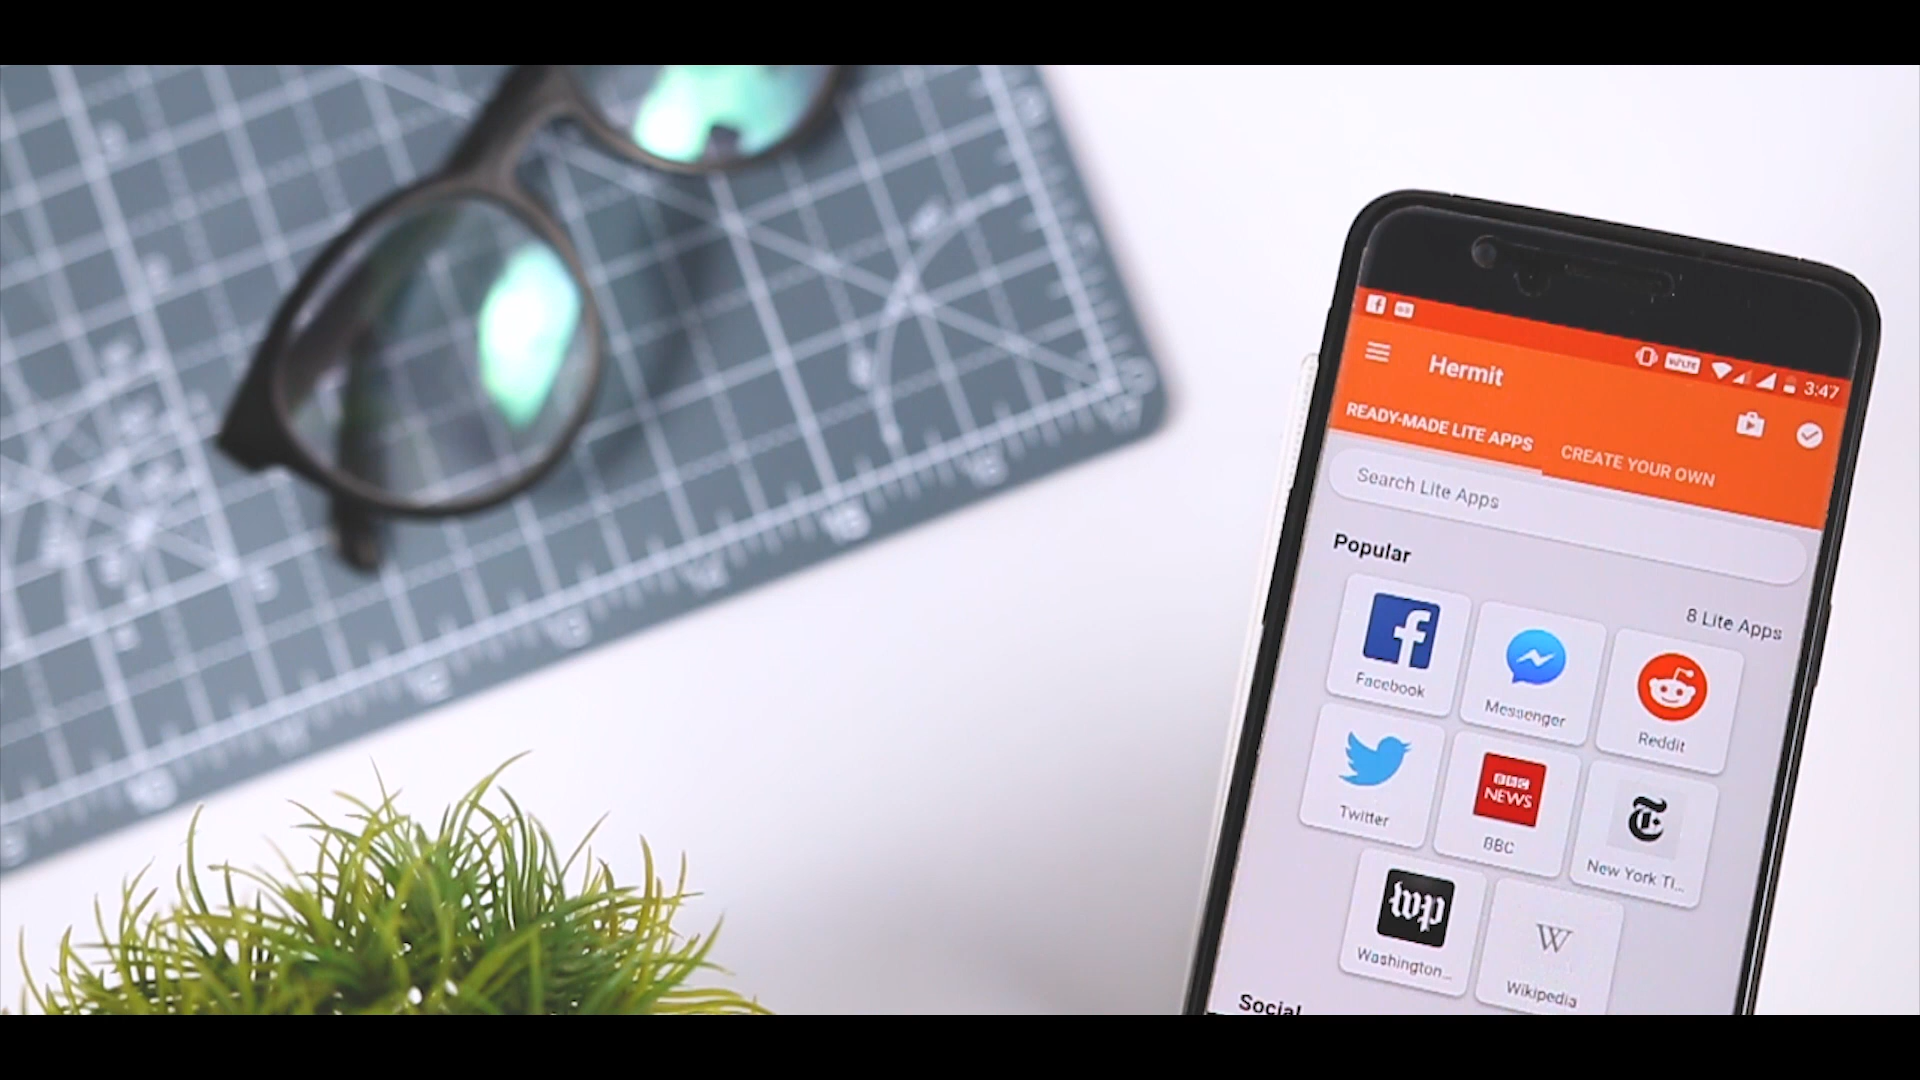 3:47
Hermit
READY-MADE LITE APPS
CREATE YOUR OWN
Search Lite Apps
Popular
8 Lite Apps
Facebook
Messenger
Reddit
Twitter
BBC NEWS
BBC
New York Ti...
wp
Washington...
W
Wikipedia
Social